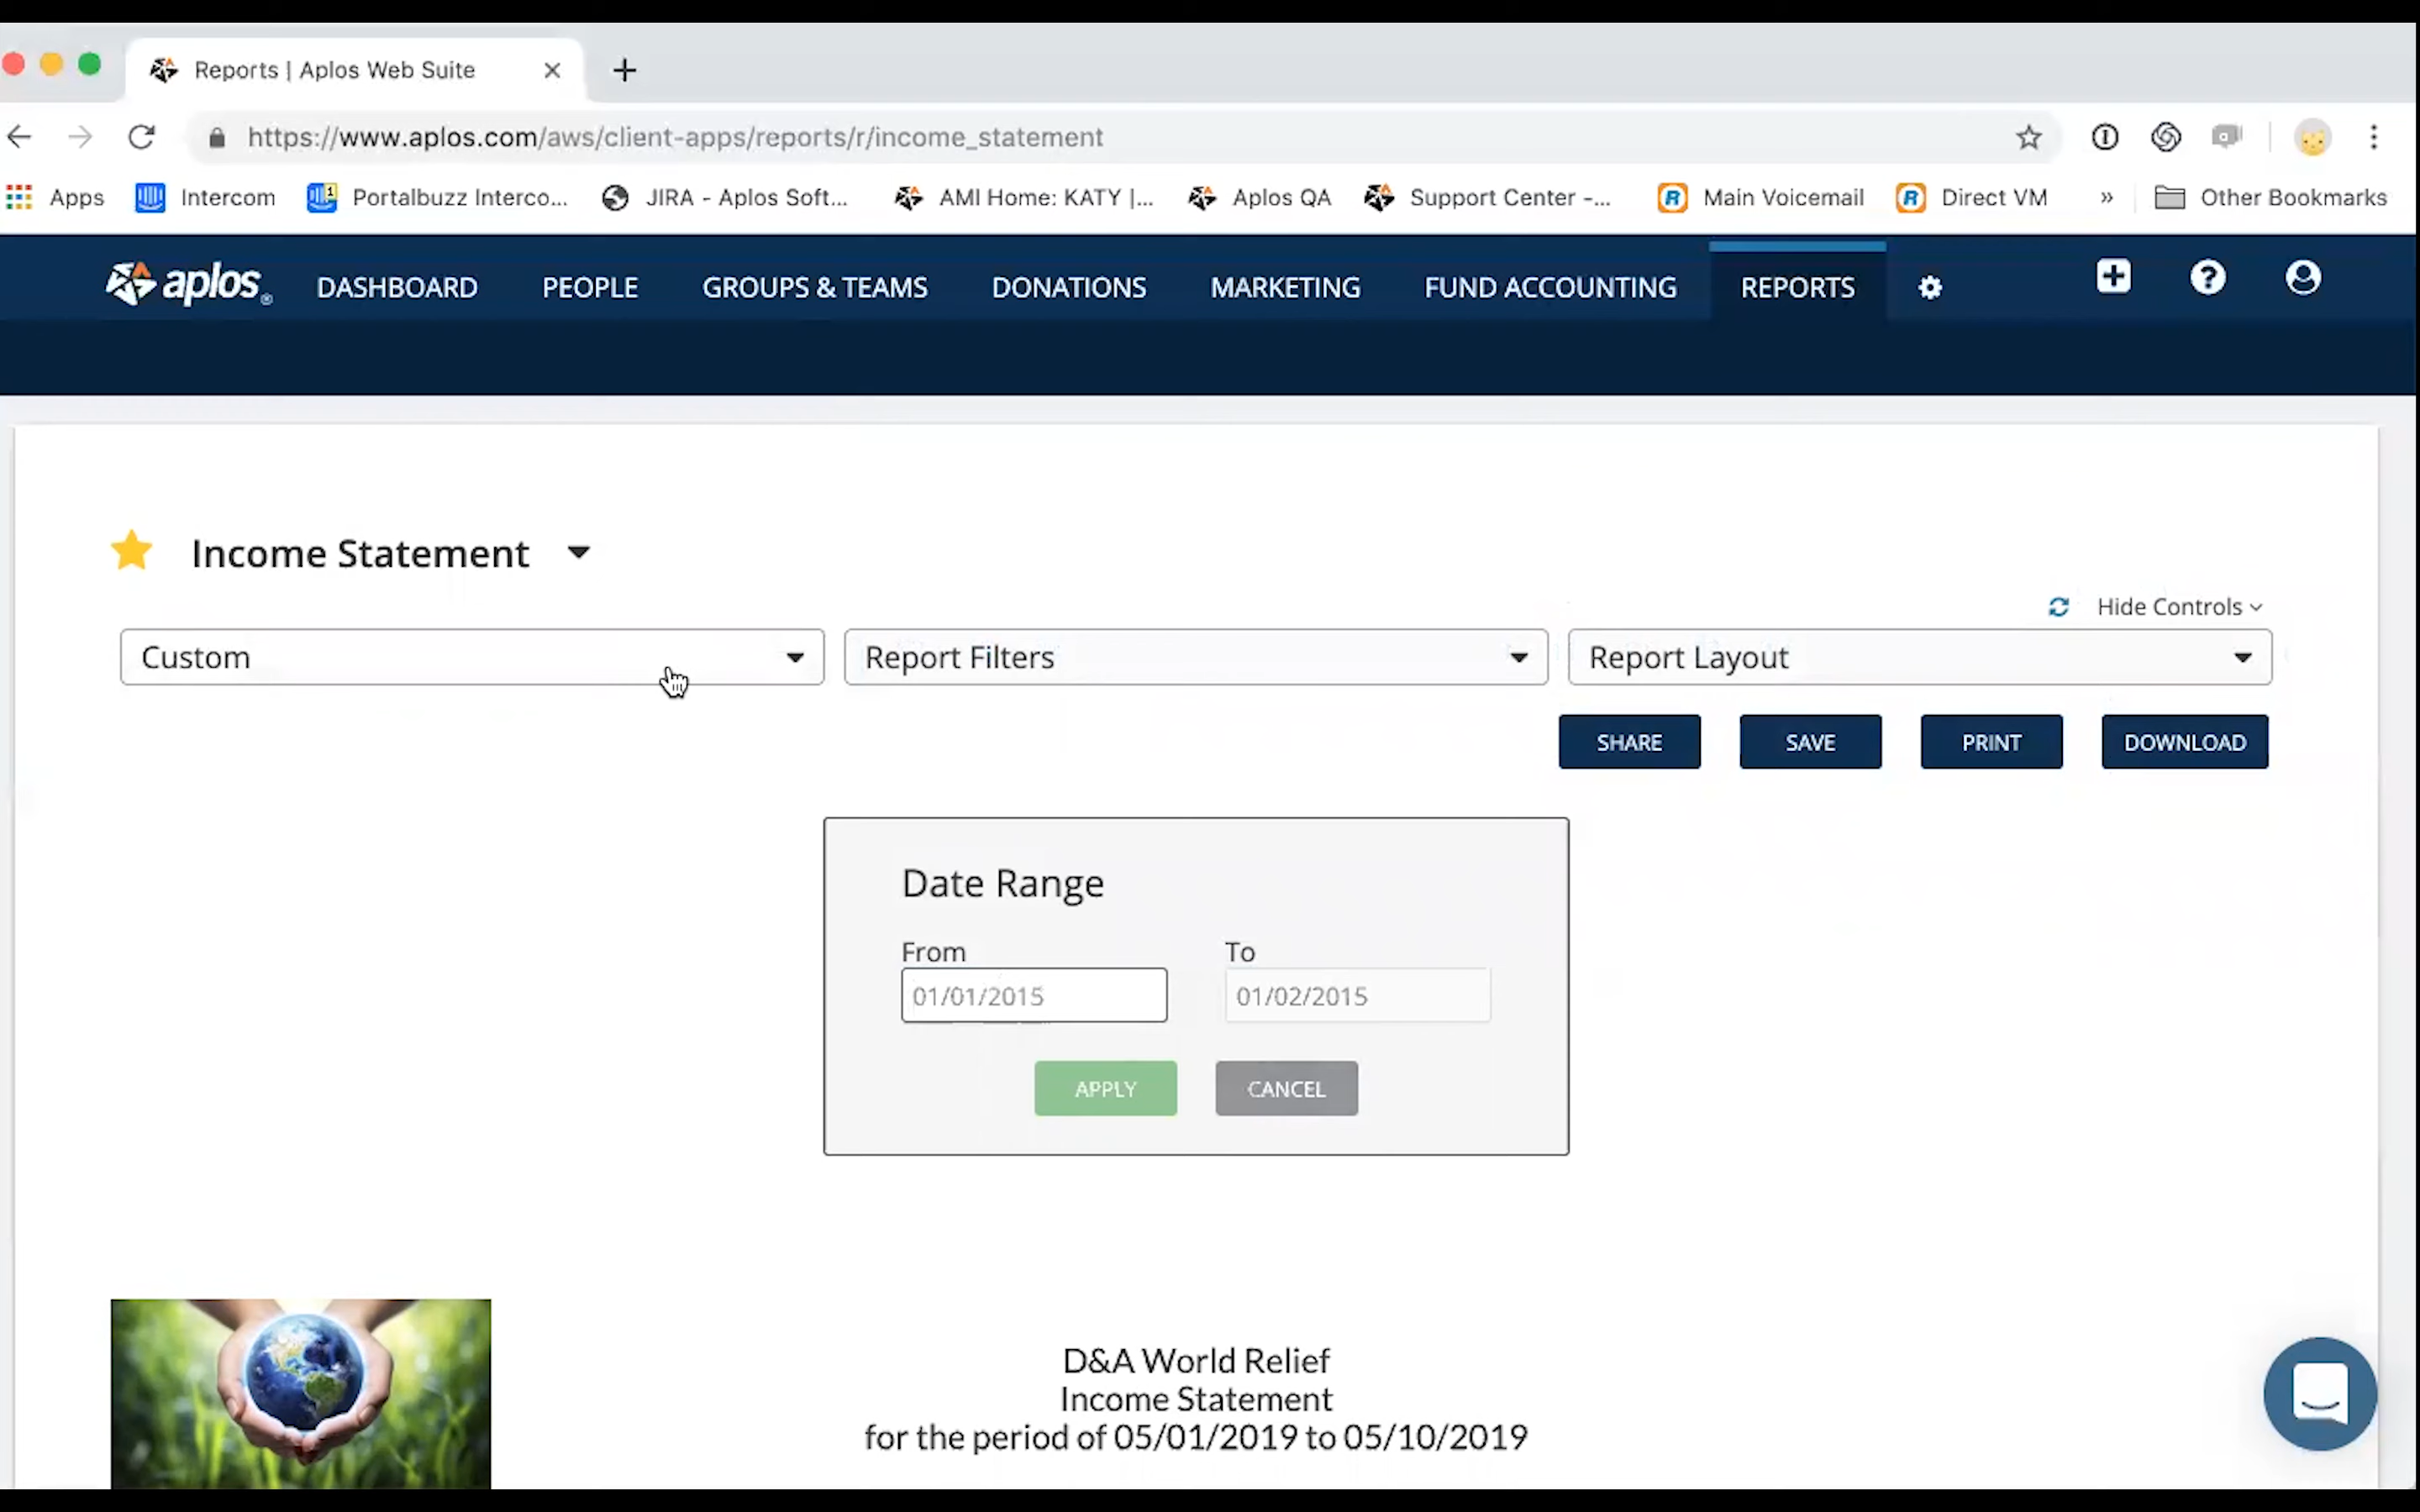 Reports | Aplos Web Suite
https://www.aplos.com/aws/client-apps/reports/r/income_statement
Apps Intercom Portalbuzz Interco... JIRA - Aplos Soft... AMI Home: KATY |... Aplos QA Support Center -... Main Voicemail Direct VM » Other Bookmarks
aplos® DASHBOARD PEOPLE GROUPS & TEAMS DONATIONS MARKETING FUND ACCOUNTING REPORTS
Income Statement
Hide Controls
Custom Report Filters Report Layout
SHARE SAVE PRINT DOWNLOAD
Date Range
From To
01/01/2015 01/02/2015
APPLY CANCEL
D&A World Relief
Income Statement
for the period of 05/01/2019 to 05/10/2019